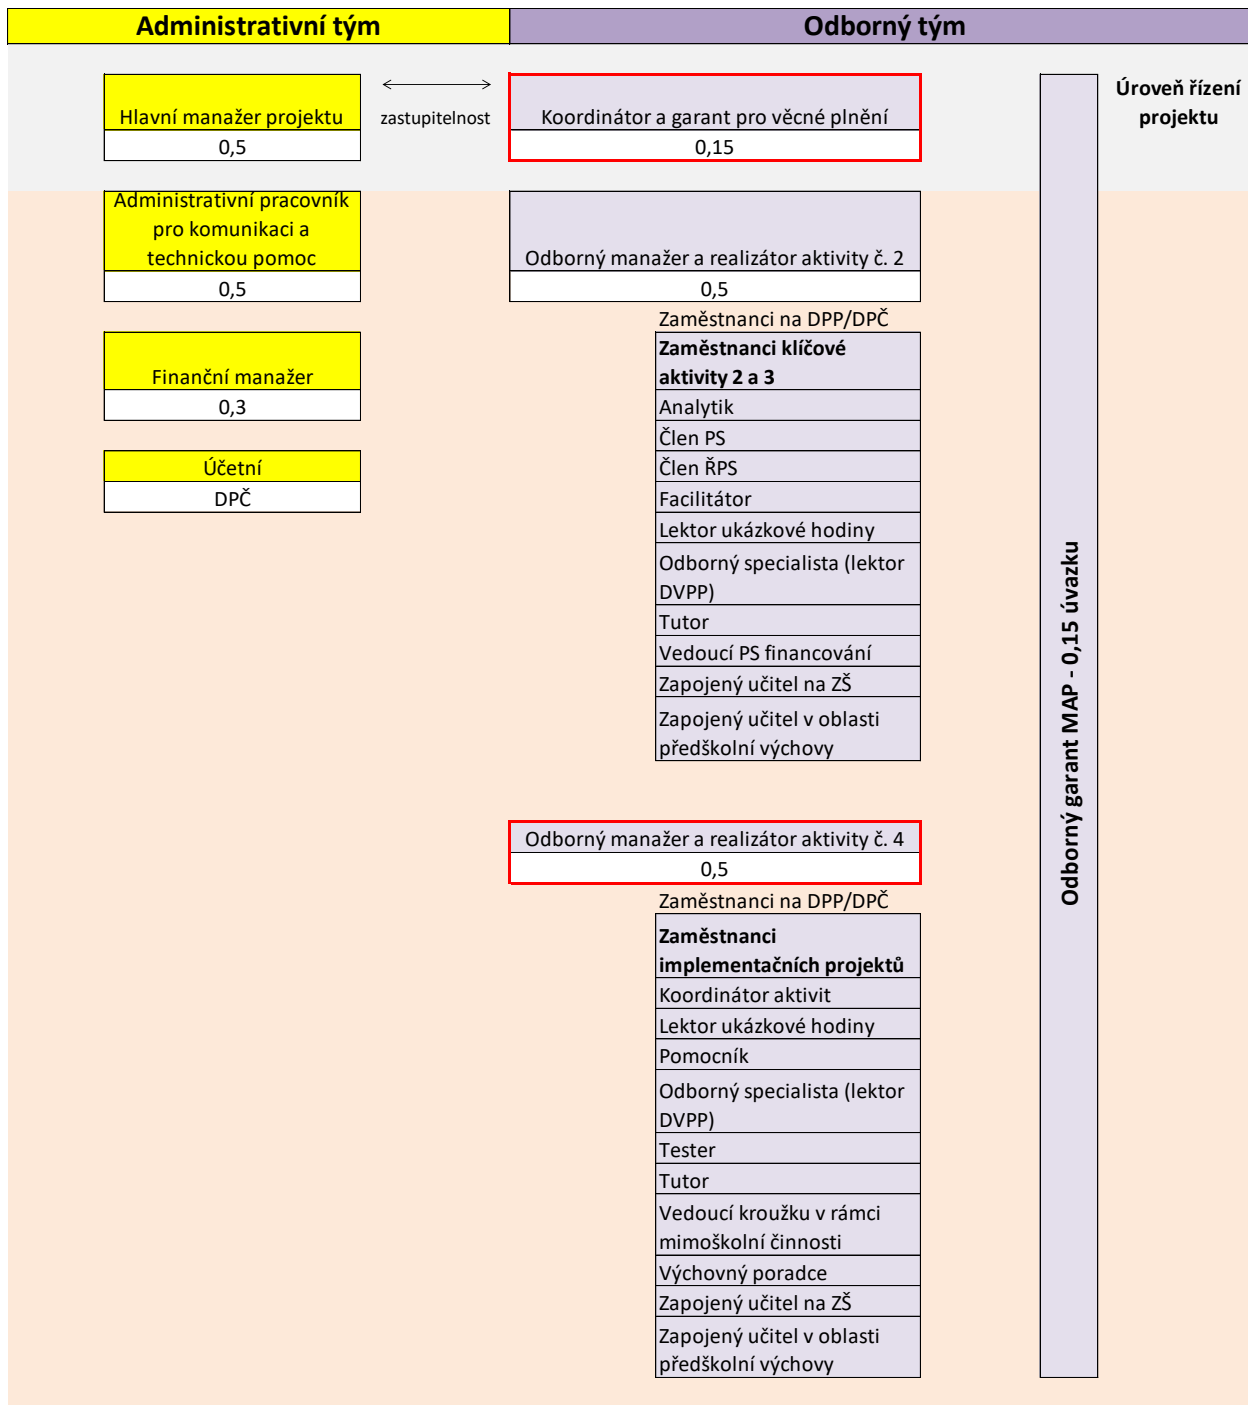 Administrativní tým
Odborný tým
Hlavní manažer projektu
0,5
zastupitelnost
Koordinátor a garant pro věcné plnění
0,15
Úroveň řízení
projektu
Administrativní pracovník
pro komunikaci a
technickou pomoc
0,5
Odborný manažer a realizátor aktivity č. 2
0,5
Finanční manažer
0,3
Účetní
DPČ
Zaměstnanci na DPP/DPČ
Zaměstnanci klíčové
aktivity 2 a 3
Analytik
Člen PS
Člen ŘPS
Facilitátor
Lektor ukázkové hodiny
Odborný specialista (lektor
DVPP)
Tutor
Vedoucí PS financování
Zapojený učitel na ZŠ
Zapojený učitel v oblasti
předškolní výchovy
Odborný manažer a realizátor aktivity č. 4
0,5
Zaměstnanci na DPP/DPČ
Zaměstnanci
implementačních projektů
Koordinátor aktivit
Lektor ukázkové hodiny
Pomocník
Odborný specialista (lektor
DVPP)
Tester
Tutor
Vedoucí kroužku v rámci
mimoškolní činnosti
Výchovný poradce
Zapojený učitel na ZŠ
Zapojený učitel v oblasti
předškolní výchovy
Odborný garant MAP - 0,15 úvazku